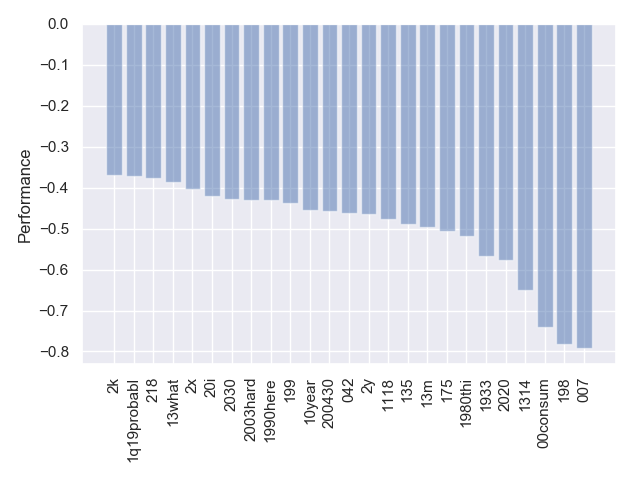 0.0
−0.1
−0.2
−0.3
−0.4
−0.5
−0.6
−0.7
−0.8
Performance
2k
1q19probabl
218
13what
2x
20i
2030
2003hard
1990here
199
10year
200430
042
2y
1118
135
13m
175
1980thi
1933
2020
1314
00consum
198
007